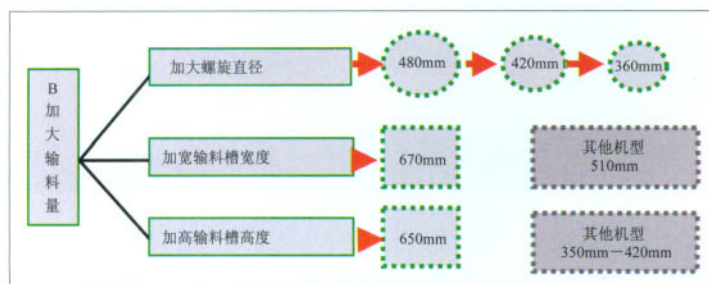 B
加
大
输
料
量
加大螺旋直径
480mm
420mm
360mm
加宽输料槽宽度
670mm
其他机型
510mm
加高输料槽高度
650mm
其他机型
350mm-420mm